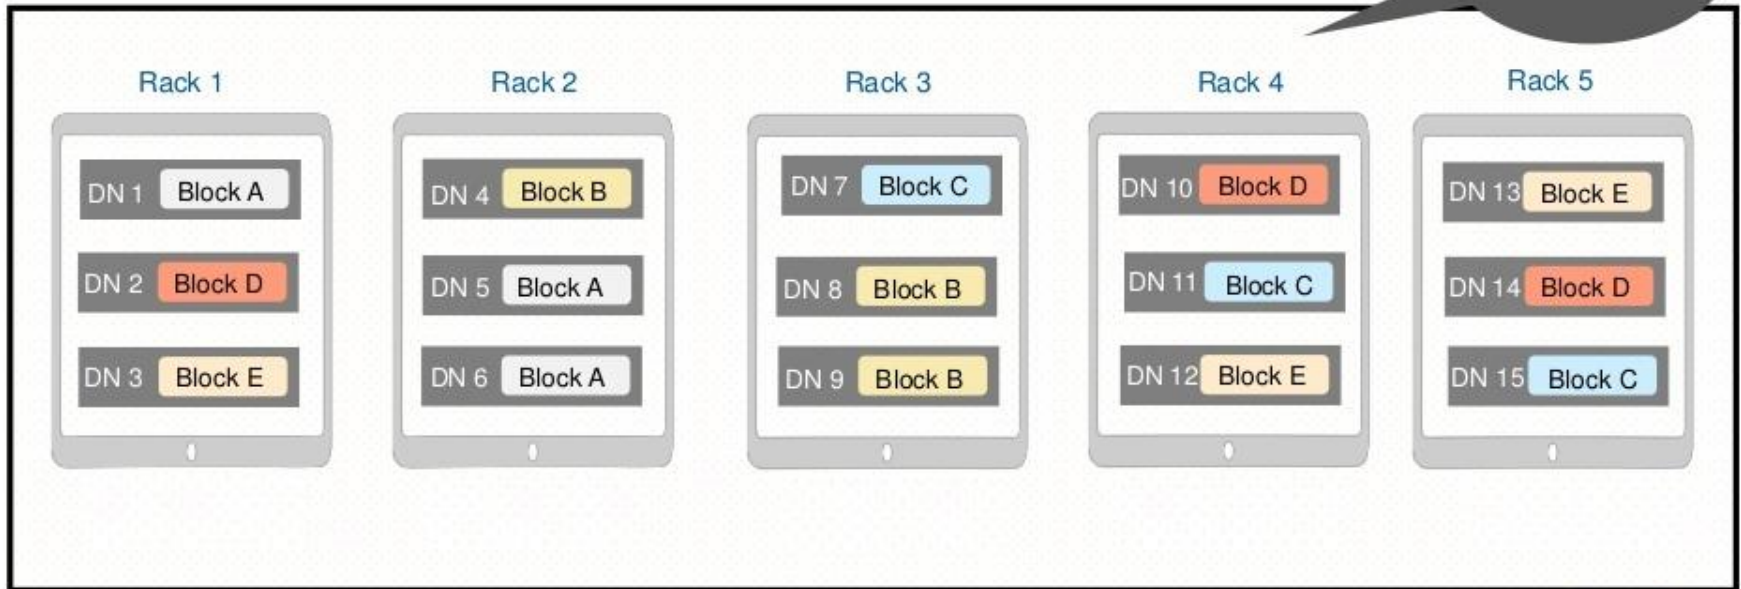 Rack 1
DN 1 Block A
DN 2 Block D
DN 3 Block E
Rack 2
DN 4 Block B
DN 5 Block A
DN 6 Block A
Rack 3
DN 7 Block C
DN 8 Block B
DN 9 Block B
Rack 4
DN 10 Block D
DN 11 Block C
DN 12 Block E
Rack 5
DN 13 Block E
DN 14 Block D
DN 15 Block C